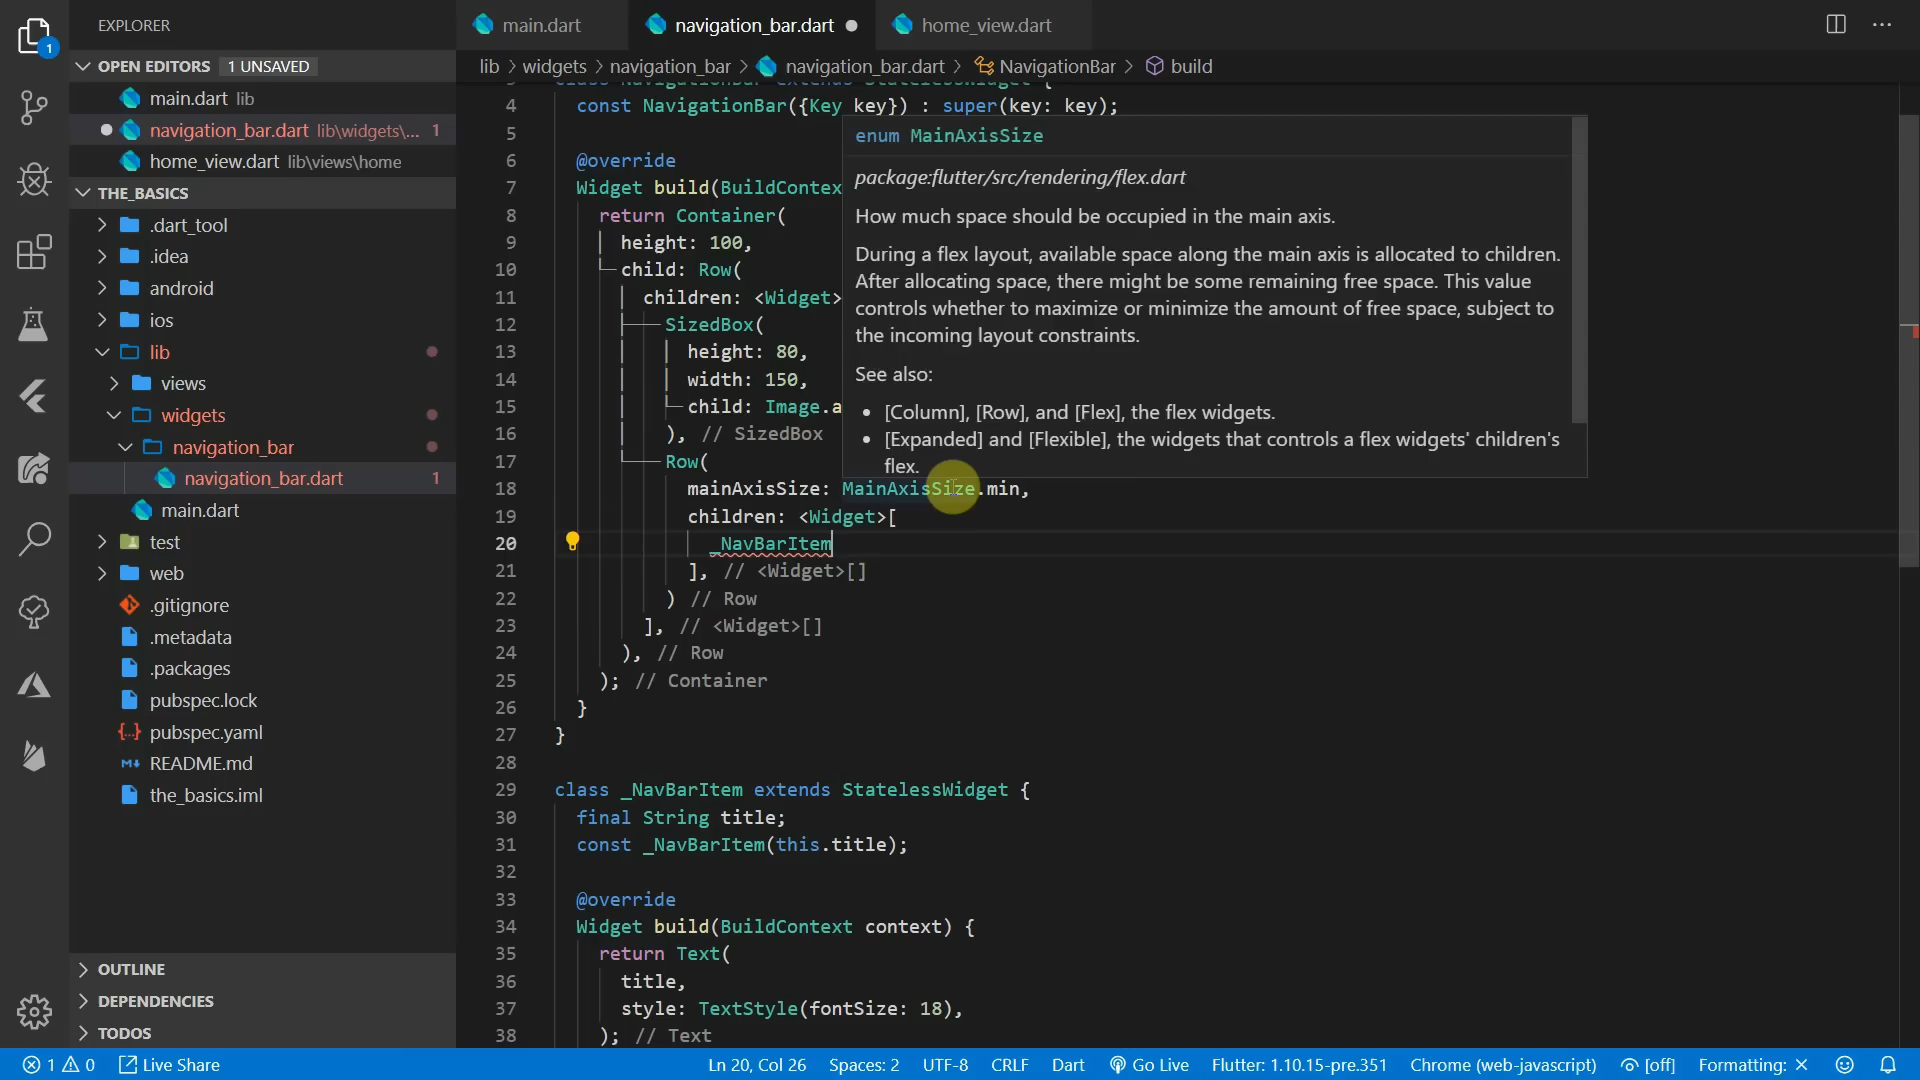 EXPLORER
main.dart
navigation_bar.dart
home_view.dart
1
OPEN EDITORS
1 UNSAVED
lib
widgets
navigation_bar
navigation_bar.dart
NavigationBar
build
main.dart lib
navigation_bar.dart lib\widgets\... 1
home_view.dart lib\views\home
THE_BASICS
.dart_tool
.idea
android
ios
lib
views
widgets
navigation_bar
navigation_bar.dart 1
main.dart
test
web
.gitignore
.metadata
.packages
pubspec.lock
pubspec.yaml
README.md
the_basics.iml
OUTLINE
DEPENDENCIES
TODOS
4 const NavigationBar({Key key}) : super(key: key);
5
6 @override
7 Widget build(BuildContex
8 return Container(
9 height: 100,
10 child: Row(
11 children: <Widget>
12 SizedBox(
13 height: 80,
14 width: 150,
15 child: Image.a
16 ), // SizedBox
17 Row(
18 mainAxisSize: MainAxisSize.min,
19 children: <Widget>[
20 _NavBarItem
21 ], // <Widget>[]
22 ) // Row
23 ], // <Widget>[]
24 ), // Row
25 ); // Container
26 }
27 }
28
29 class _NavBarItem extends StatelessWidget {
30 final String title;
31 const _NavBarItem(this.title);
32
33 @override
34 Widget build(BuildContext context) {
35 return Text(
36 title,
37 style: TextStyle(fontSize: 18),
38 ); // Text
enum MainAxisSize
package:flutter/src/rendering/flex.dart
How much space should be occupied in the main axis.
During a flex layout, available space along the main axis is allocated to children.
After allocating space, there might be some remaining free space. This value
controls whether to maximize or minimize the amount of free space, subject to
the incoming layout constraints.
See also:
• [Column], [Row], and [Flex], the flex widgets.
• [Expanded] and [Flexible], the widgets that controls a flex widgets' children's
flex.
1 0 Live Share
Ln 20, Col 26 Spaces: 2 UTF-8 CRLF Dart Go Live Flutter: 1.10.15-pre.351 Chrome (web-javascript) [off] Formatting: ×